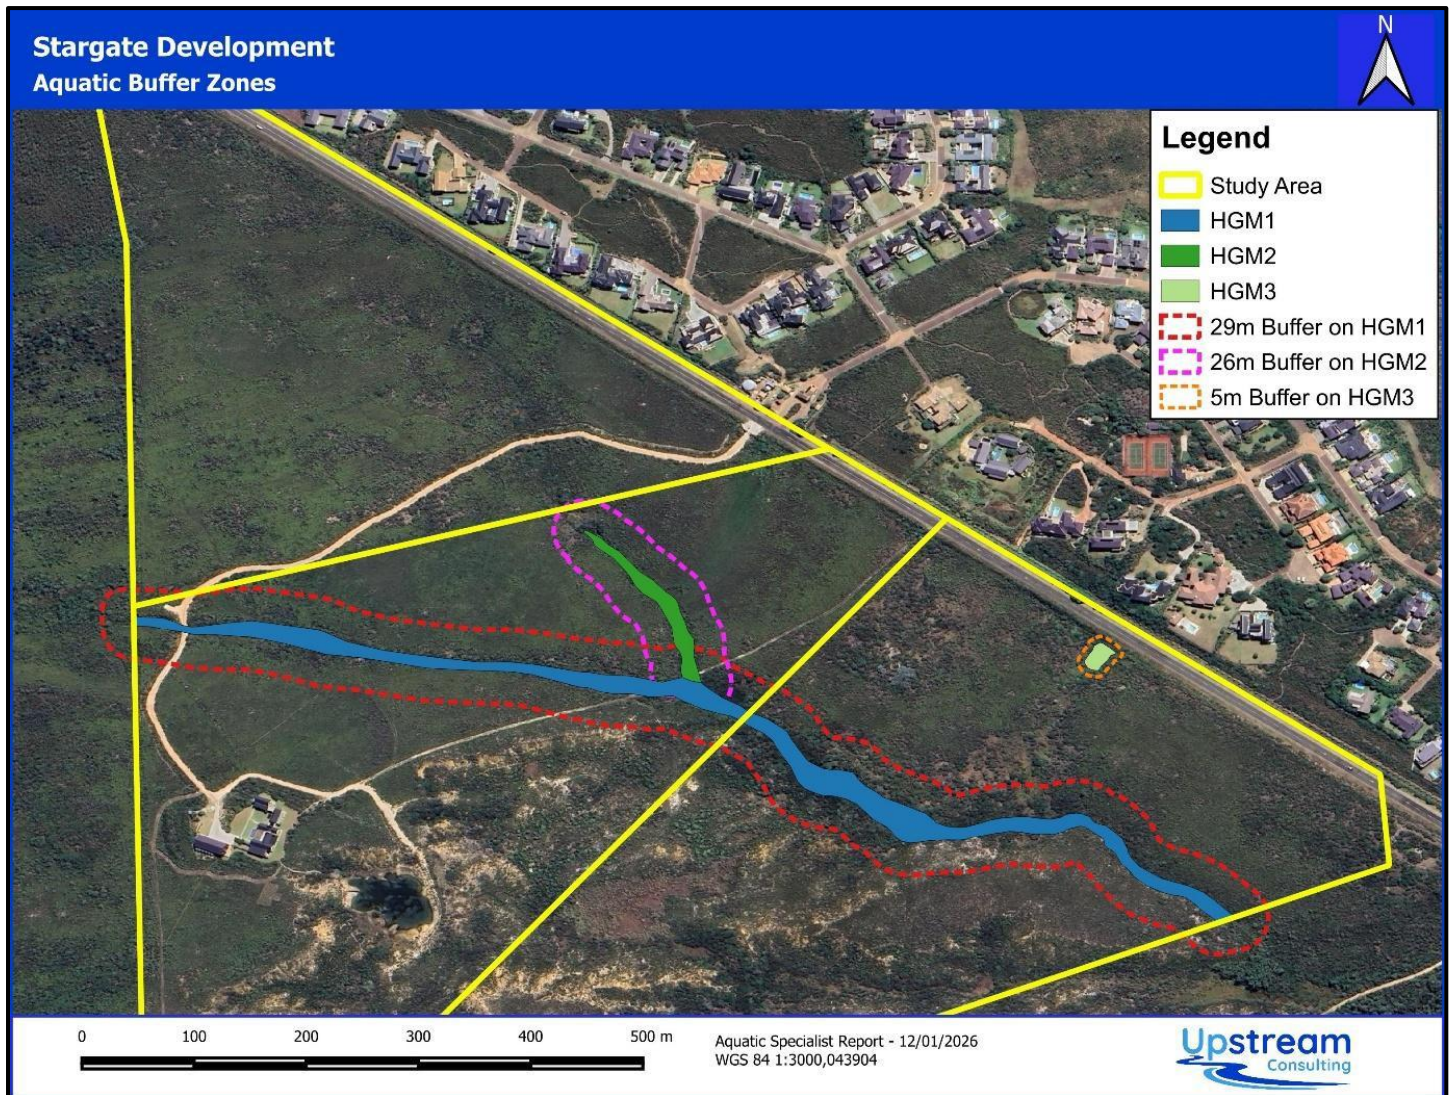 Stargate Development
Aquatic Buffer Zones
N
Legend
Study Area
HGM1
HGM2
HGM3
29m Buffer on HGM1
26m Buffer on HGM2
5m Buffer on HGM3
0 100 200 300 400 500 m
Aquatic Specialist Report - 12/01/2026
WGS 84 1:3000,043904
Upstream
Consulting